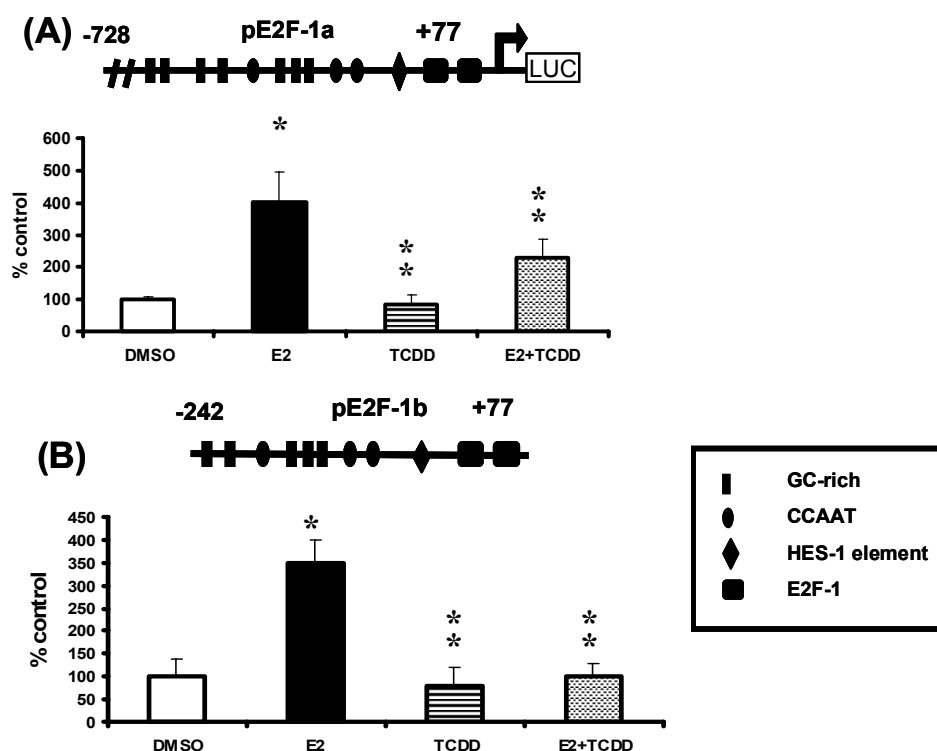 (A) -728 pE2F-1a +77
LUC
*
600
500
400
300
200
100
0
% control
* *
* *
DMSO E2 TCDD E2+TCDD
-242 pE2F-1b +77
(B)
GC-rich
CCAAT
HES-1 element
E2F-1
450
400
350
300
250
200
150
100
50
0
% control
*
* *
* *
DMSO E2 TCDD E2+TCDD